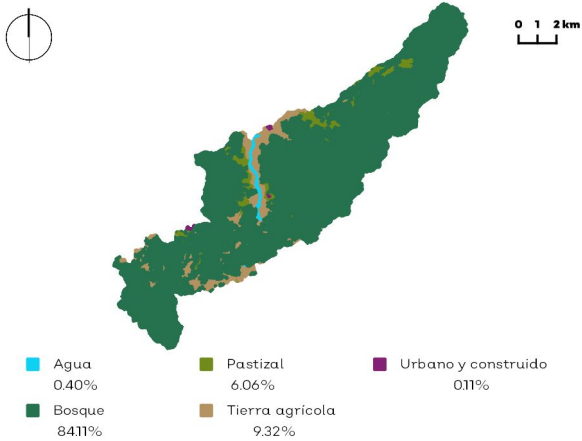 0 1 2 km
Agua
0.40%
Pastizal
6.06%
Urbano y construido
0.11%
Bosque
84.11%
Tierra agrícola
9.32%